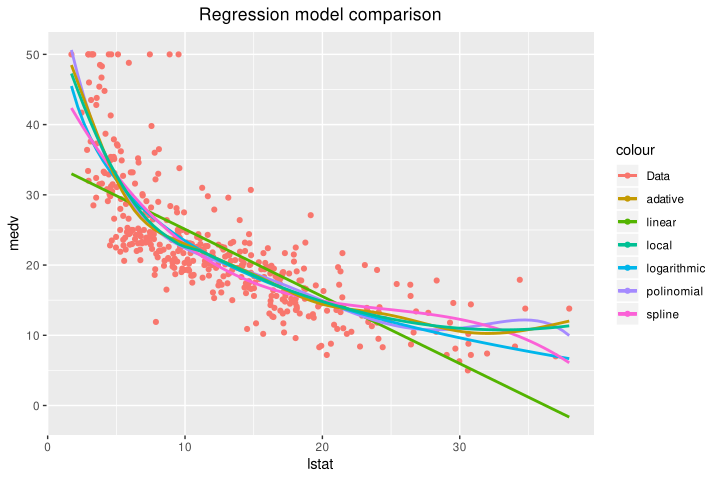 Regression model comparison
medv
50
40
30
20
10
0
0 10 20 30
lstat
colour
Data
adative
linear
local
logarithmic
polinomial
spline